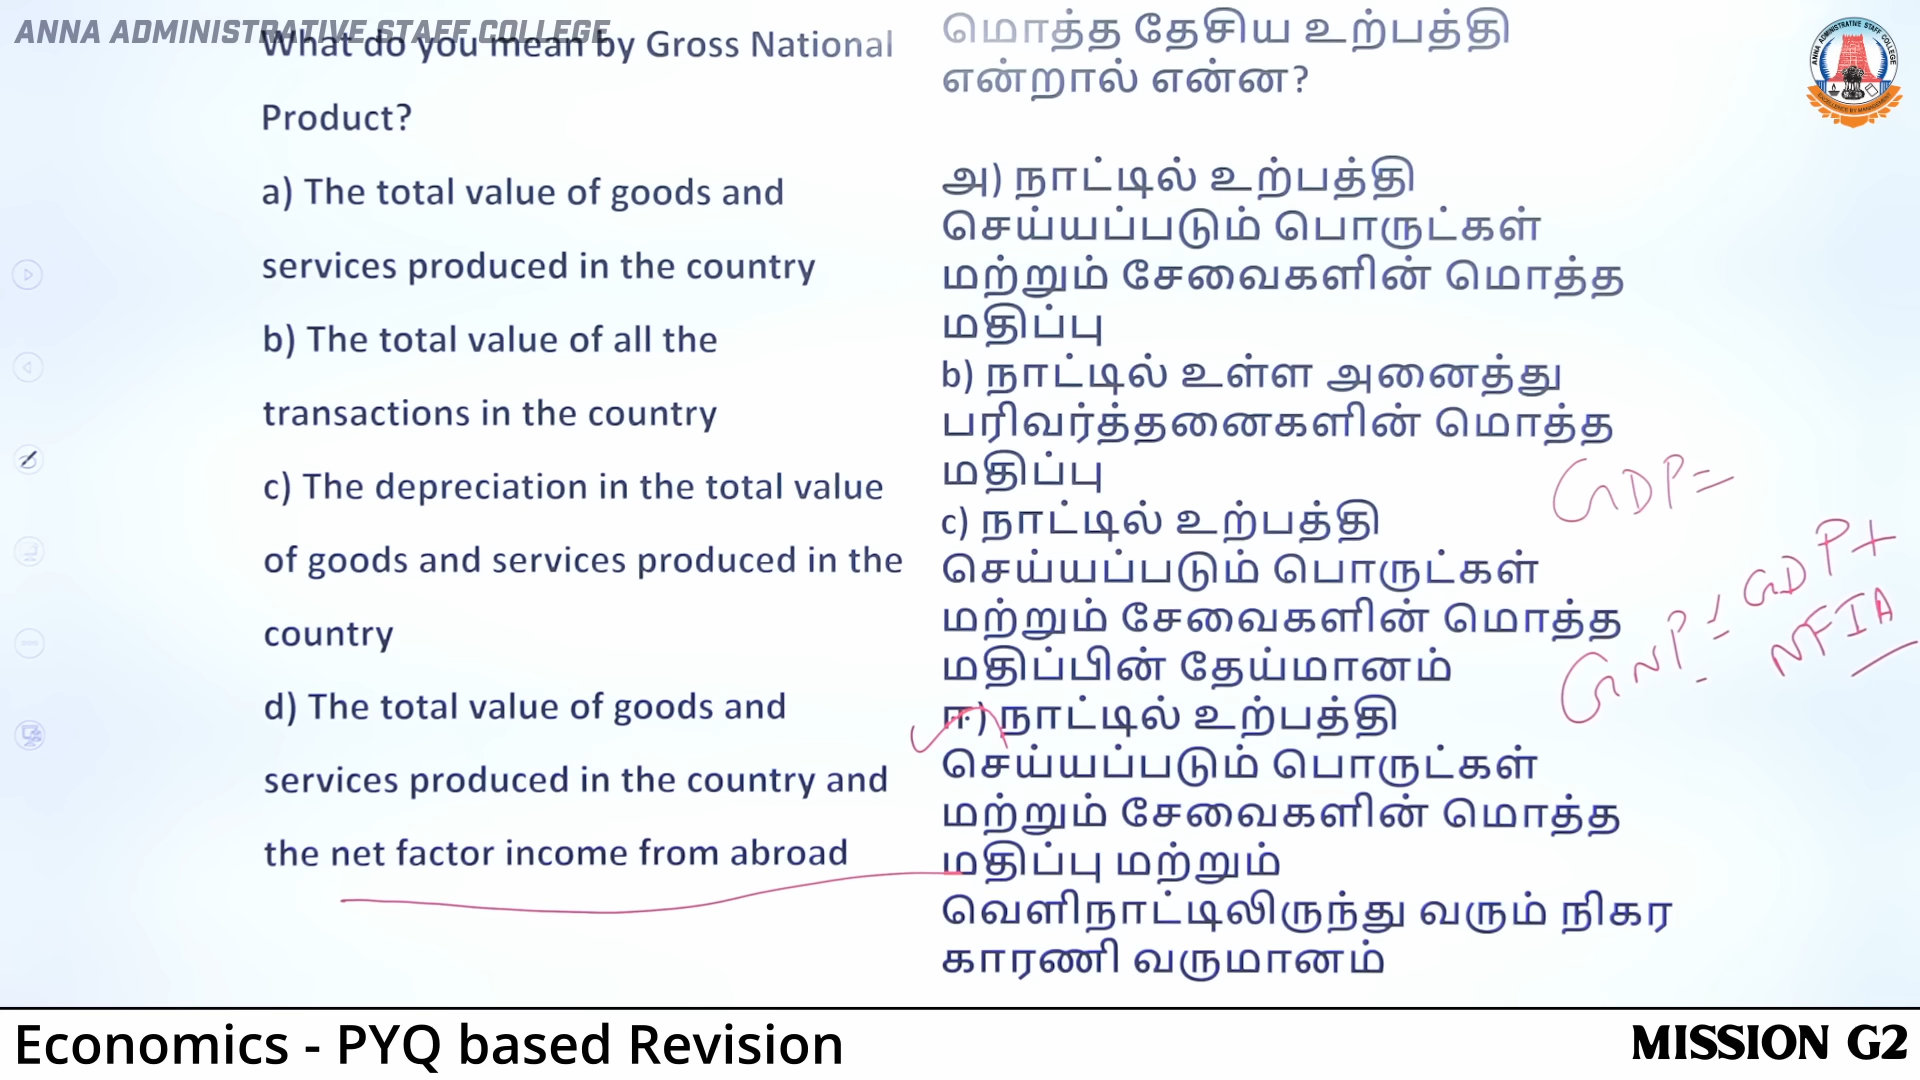 ANNA ADMINISTRATIVE STAFF COLLEGE
What do you mean by Gross National
Product?
a) The total value of goods and
services produced in the country
b) The total value of all the
transactions in the country
c) The depreciation in the total value
of goods and services produced in the
country
d) The total value of goods and
services produced in the country and
the net factor income from abroad
மொத்த தேசிய உற்பத்தி
என்றால் என்ன?
அ) நாட்டில் உற்பத்தி
செய்யப்படும் பொருட்கள்
மற்றும் சேவைகளின் மொத்த
மதிப்பு
b) நாட்டில் உள்ள அனைத்து
பரிவர்த்தனைகளின் மொத்த
மதிப்பு
c) நாட்டில் உற்பத்தி
செய்யப்படும் பொருட்கள்
மற்றும் சேவைகளின் மொத்த
மதிப்பின் தேய்மானம்
ஈ) நாட்டில் உற்பத்தி
செய்யப்படும் பொருட்கள்
மற்றும் சேவைகளின் மொத்த
மதிப்பு மற்றும்
வெளிநாட்டிலிருந்து வரும் நிகர
காரணி வருமானம்
GDP=
GNP = GDP+
NFIA
ANNA ADMINISTRATIVE STAFF COLLEGE
Economics - PYQ based Revision
MISSION G2